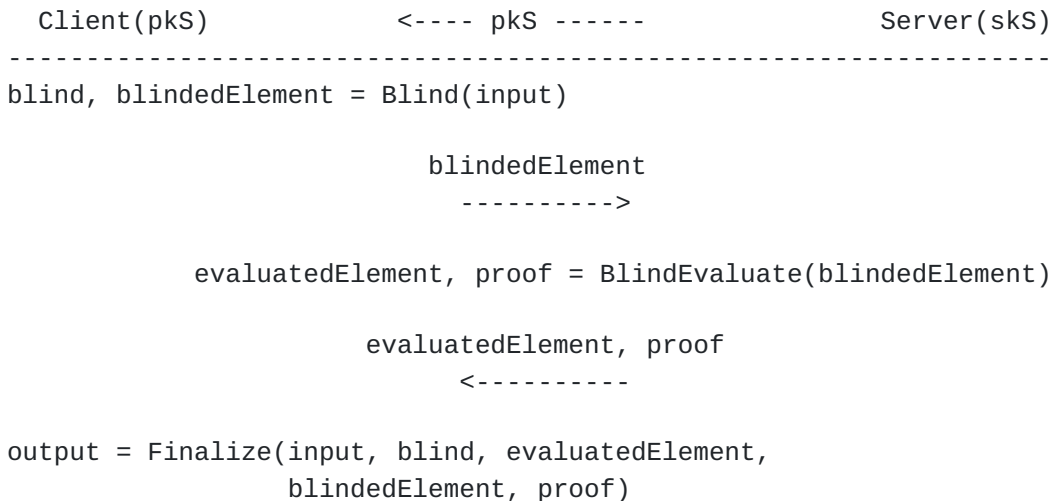 Client(pkS)            <---- pkS ------               Server(skS)
-------------------------------------------------------------------
blind, blindedElement = Blind(input)
blindedElement
---------->
evaluatedElement, proof = BlindEvaluate(blindedElement)
evaluatedElement, proof
<----------
output = Finalize(input, blind, evaluatedElement,
blindedElement, proof)